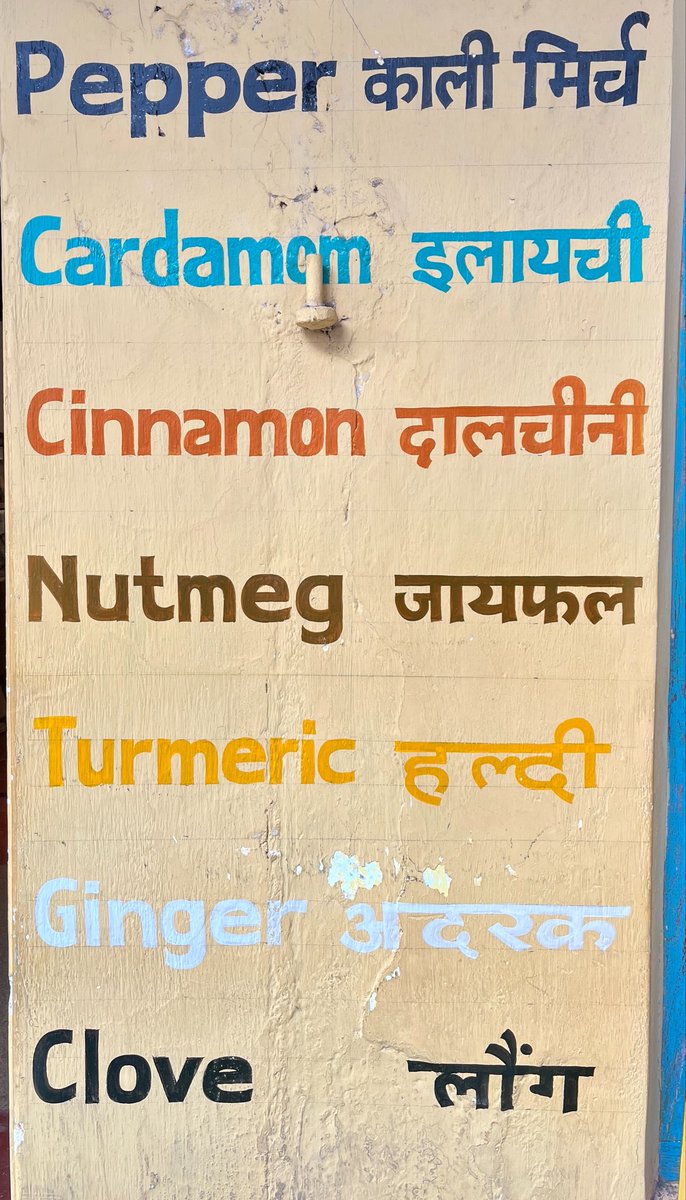 Pepper काली मिर्च
Cardamom इलायची
Cinnamon दालचीनी
Nutmeg जायफल
Turmeric हल्दी
Ginger अदरक
Clove लौंग